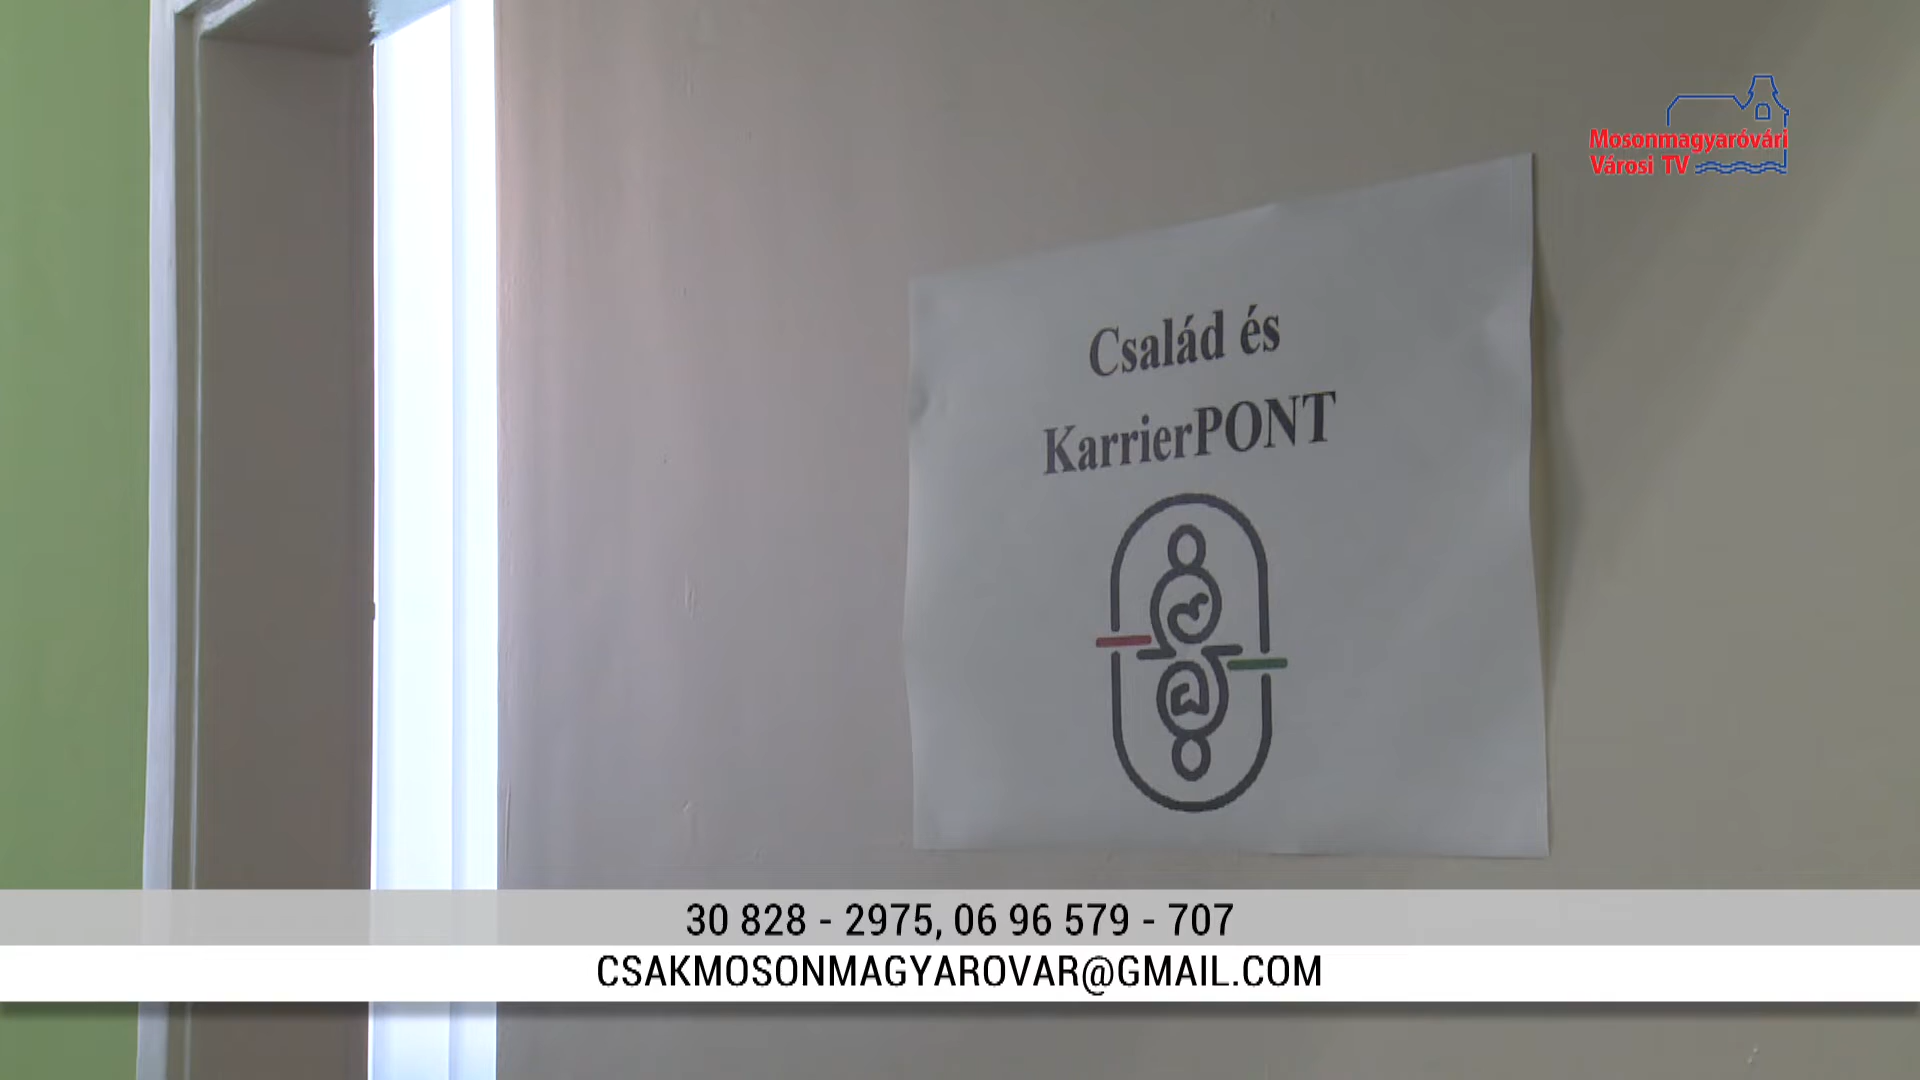 Mosonmagyaróvári
Városi TV
Család és
KarrierPONT
30 828 - 2975, 06 96 579 - 707
CSAKMOSONMAGYAROVAR@GMAIL.COM